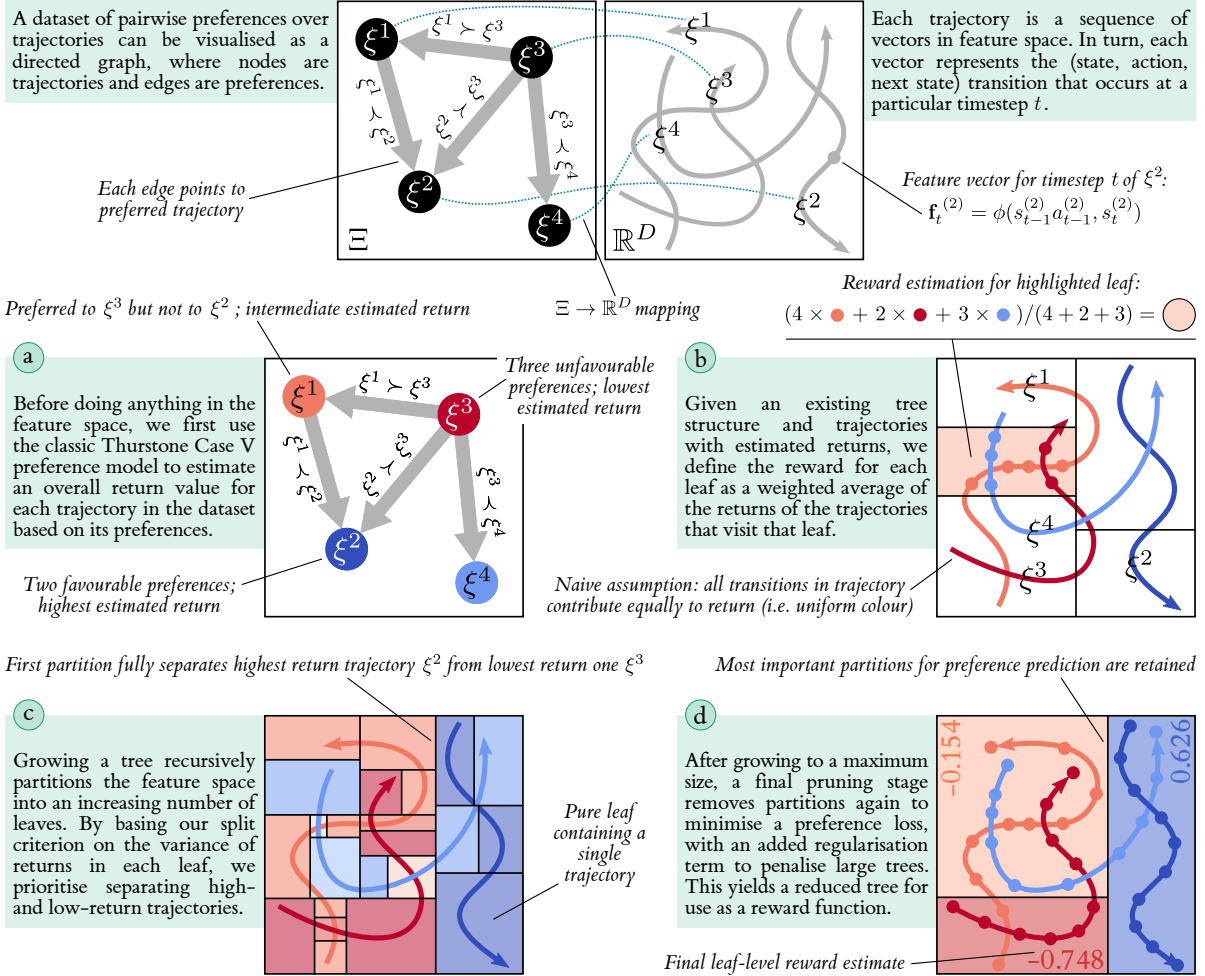 A dataset of pairwise preferences over
trajectories can be visualised as a
directed graph, where nodes are
trajectories and edges are preferences.
ξ¹
ξ¹ ≻ ξ³
ξ³
ξ¹ ≻ ξ²
ξ² ≻ ξ³
ξ³ ≻ ξ⁴
ξ²
ξ⁴
Ξ
Each edge points to
preferred trajectory
ξ¹
ξ³
ξ⁴
ξ²
ℝᴰ
Ξ → ℝᴰ mapping
Each trajectory is a sequence of
vectors in feature space. In turn, each
vector represents the (state, action,
next state) transition that occurs at a
particular timestep t.
Feature vector for timestep t of ξ²:
f_t^(2) = ϕ(s_{t−1}^(2) a_{t−1}^(2), s_t^(2))
Preferred to ξ³ but not to ξ² ; intermediate estimated return
a
Before doing anything in the
feature space, we first use
the classic Thurstone Case V
preference model to estimate
an overall return value for
each trajectory in the dataset
based on its preferences.
ξ¹
ξ¹ ≻ ξ³
ξ³
ξ¹ ≻ ξ²
ξ² ≻ ξ³
ξ³ ≻ ξ⁴
ξ²
ξ⁴
Three unfavourable
preferences; lowest
estimated return
Two favourable preferences;
highest estimated return
Reward estimation for highlighted leaf:
(4 × ● + 2 × ● + 3 × ● )/(4 + 2 + 3) =
b
Given an existing tree
structure and trajectories
with estimated returns, we
define the reward for each
leaf as a weighted average of
the returns of the trajectories
that visit that leaf.
ξ¹
ξ⁴
ξ³
ξ²
Naive assumption: all transitions in trajectory
contribute equally to return (i.e. uniform colour)
First partition fully separates highest return trajectory ξ² from lowest return one ξ³
c
Growing a tree recursively
partitions the feature space
into an increasing number of
leaves. By basing our split
criterion on the variance of
returns in each leaf, we
prioritise separating high-
and low-return trajectories.
Pure leaf
containing a
single
trajectory
Most important partitions for preference prediction are retained
d
After growing to a maximum
size, a final pruning stage
removes partitions again to
minimise a preference loss,
with an added regularisation
term to penalise large trees.
This yields a reduced tree for
use as a reward function.
-0.154
0.626
-0.748
Final leaf-level reward estimate